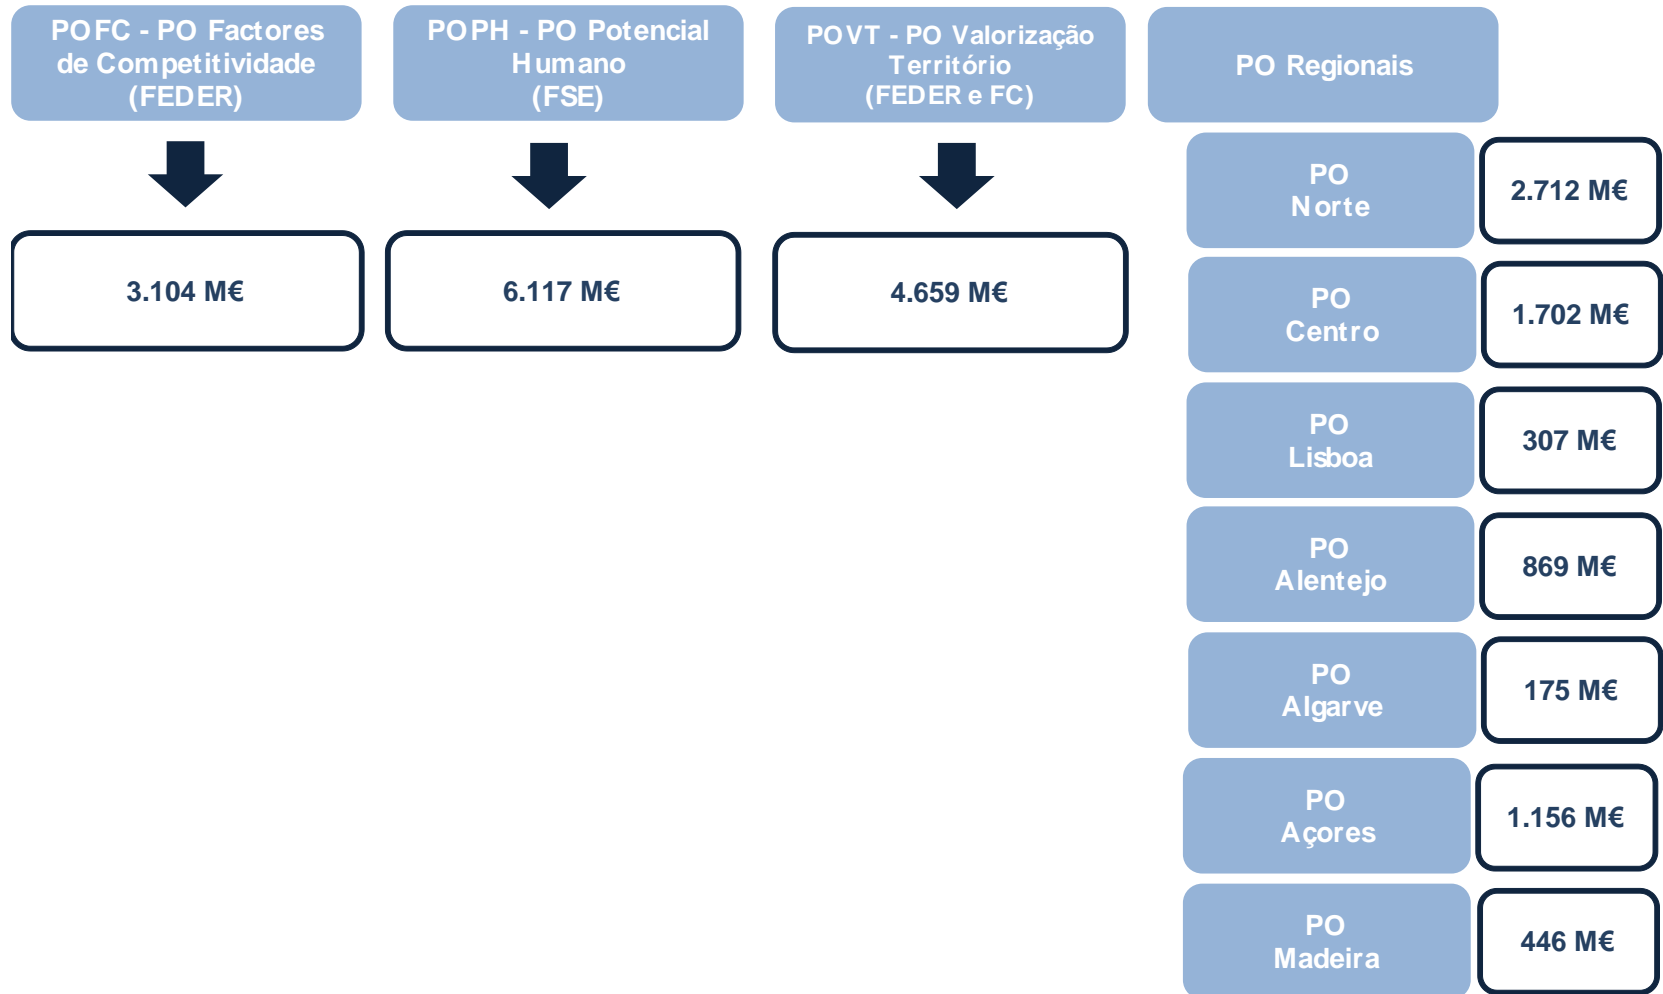 POFC - PO Factores
de Competitividade
(FEDER)
3.104 M€
POPH - PO Potencial
Humano
(FSE)
6.117 M€
POVT - PO Valorização
Território
(FEDER e FC)
4.659 M€
PO Regionais
PO
Norte
2.712 M€
PO
Centro
1.702 M€
PO
Lisboa
307 M€
PO
Alentejo
869 M€
PO
Algarve
175 M€
PO
Açores
1.156 M€
PO
Madeira
446 M€